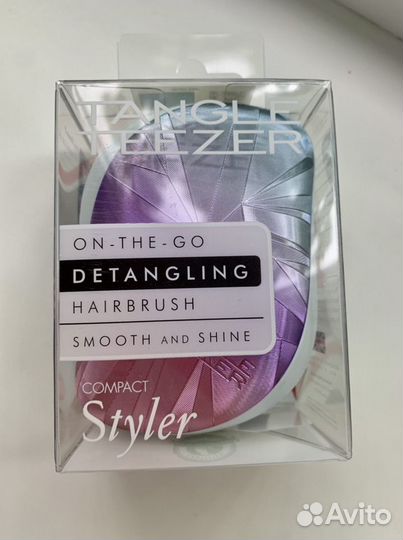 TANGLE
TEEZER
ON-THE-GO
DETANGLING
HAIRBRUSH
SMOOTH AND SHINE
COMPACT
Styler
Avito